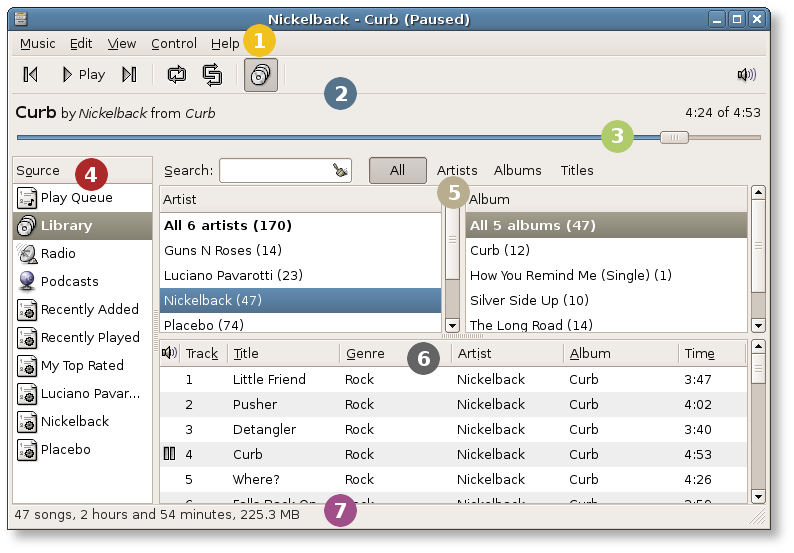 Nickelback - Curb (Paused)
Music Edit View Control Help 1
Play
2
Curb by Nickelback from Curb 4:24 of 4:53
3
Source 4
Play Queue
Library
Radio
Podcasts
Recently Added
Recently Played
My Top Rated
Luciano Pavar...
Nickelback
Placebo
Search: All Artists Albums Titles
5
Artist
All 6 artists (170)
Guns N Roses (14)
Luciano Pavarotti (23)
Nickelback (47)
Placebo (74)
Album
All 5 albums (47)
Curb (12)
How You Remind Me (Single) (1)
Silver Side Up (10)
The Long Road (14)
Track Title Genre 6 Artist Album Time
1 Little Friend Rock Nickelback Curb 3:47
2 Pusher Rock Nickelback Curb 4:02
3 Detangler Rock Nickelback Curb 3:40
4 Curb Rock Nickelback Curb 4:53
5 Where? Rock Nickelback Curb 4:26
47 songs, 2 hours and 54 minutes, 225.3 MB 7